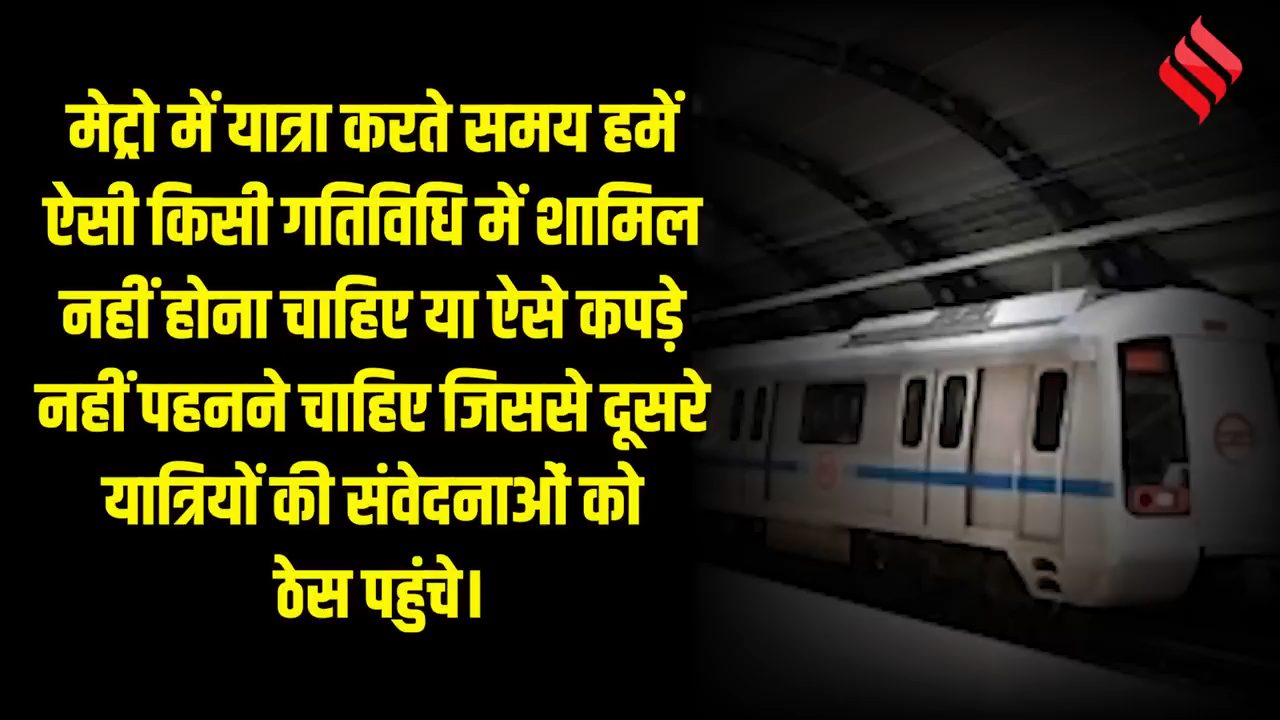 मेट्रो में यात्रा करते समय हमें
ऐसी किसी गतिविधि में शामिल
नहीं होना चाहिए या ऐसे कपड़े
नहीं पहनने चाहिए जिससे दूसरे
यात्रियों की संवेदनाओं को
ठेस पहुंचे।